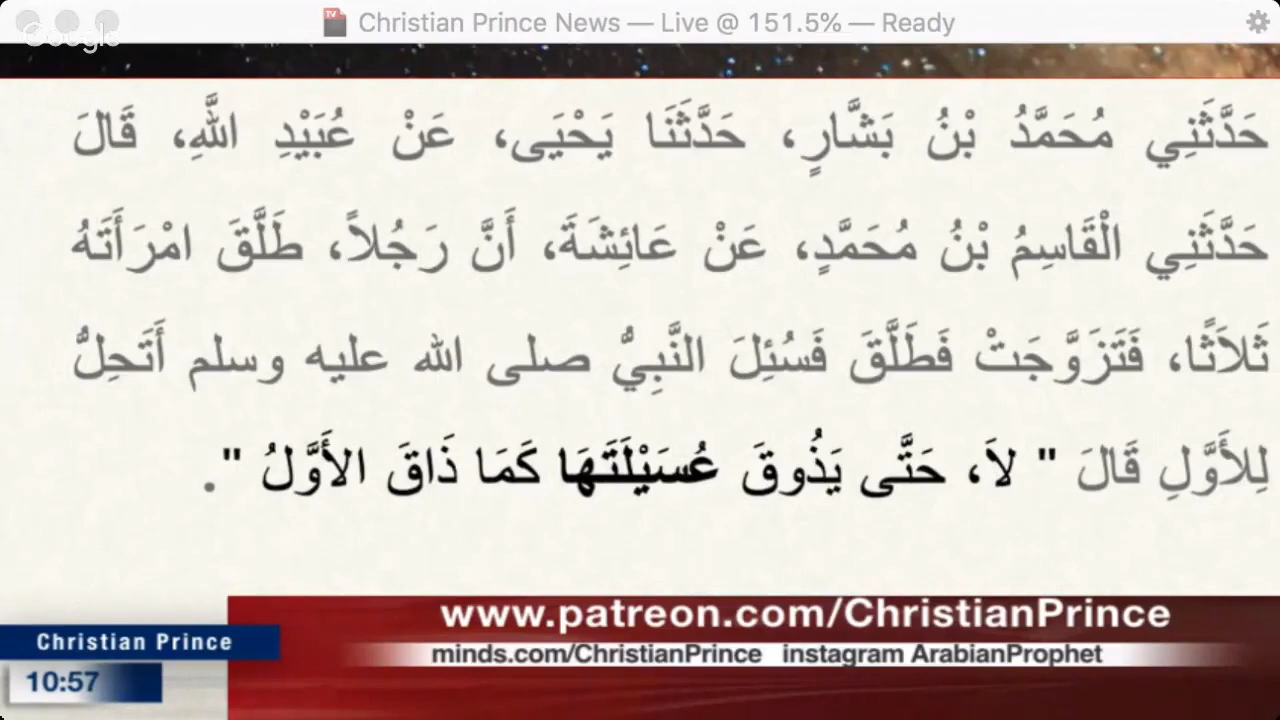 Christian Prince News — Live @ 151.5% — Ready
Google
حَدَّثَنِي مُحَمَّدُ بْنُ بَشَّارٍ، حَدَّثَنَا يَحْيَى، عَنْ عُبَيْدِ اللَّهِ، قَالَ
حَدَّثَنِي الْقَاسِمُ بْنُ مُحَمَّدٍ، عَنْ عَائِشَةَ، أَنَّ رَجُلاً، طَلَّقَ امْرَأَتَهُ
ثَلاَثًا، فَتَزَوَّجَتْ فَطَلَّقَ فَسُئِلَ النَّبِيُّ صلى الله عليه وسلم أَتَحِلُّ
لِلأَوَّلِ قَالَ " لاَ، حَتَّى يَذُوقَ عُسَيْلَتَهَا كَمَا ذَاقَ الأَوَّلُ ".
www.patreon.com/ChristianPrince
Christian Prince
minds.com/ChristianPrince instagram ArabianProphet
10:57